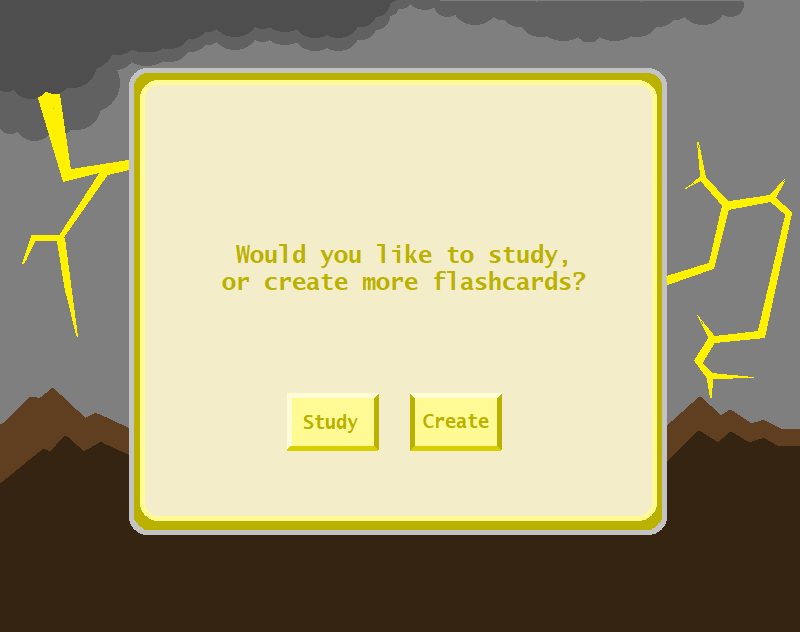 Would you like to study,
or create more flashcards?
Study
Create